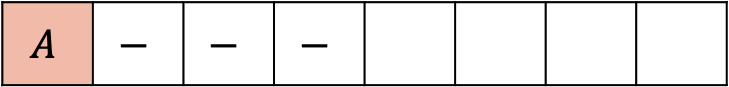 A – – –